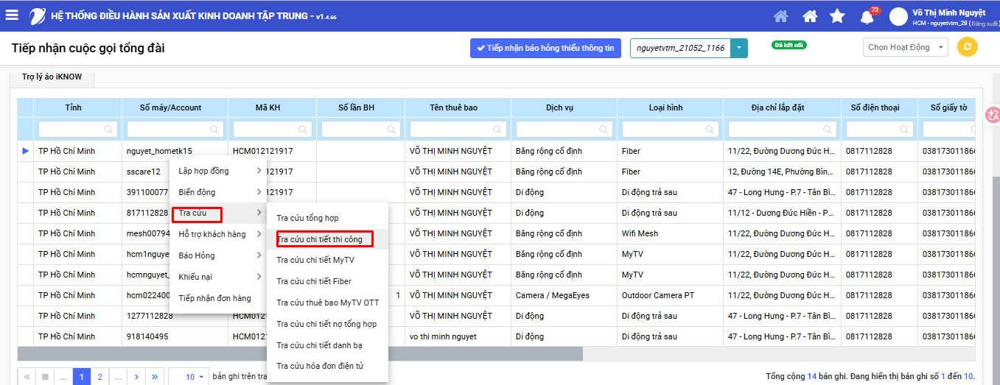 HỆ THỐNG ĐIỀU HÀNH SẢN XUẤT KINH DOANH TẬP TRUNG - v1.4.66
72
Võ Thị Minh Nguyệt
HCM - nguyetvtm_28 (Đăng xuất)
Tiếp nhận cuộc gọi tổng đài
Tiếp nhận báo hỏng thiếu thông tin
nguyetvtm_21052_1166
Đã kết nối
Chọn Hoạt Động
Trợ lý áo iKNOW
Tỉnh Số máy/Account Mã KH Số lần BH Tên thuê bao Dịch vụ Loại hình Địa chỉ lắp đặt Số điện thoại Số giấy tờ
TP Hồ Chí Minh nguyet_hometk15 HCM012121917 VÕ THỊ MINH NGUYỆT Băng rộng cố định Fiber 11/22, Đường Dương Đức H... 0817112828 03817301186
TP Hồ Chí Minh sscare12 121917 VÕ THỊ MINH NGUYỆT Băng rộng cố định Fiber 12, Đường 14E, Phường Bìn... 0817112828 03817301186
TP Hồ Chí Minh 391100077 121917 VÕ THỊ MINH NGUYỆT Di động Di động trả sau 47 - Long Hưng - P.7 - Tân Bì... 0817112828 03817301186
TP Hồ Chí Minh 817112828 VÕ THỊ MINH NGUYỆT Di động Di động trả sau 11/12 - Dương Đức Hiền - P... 0817112828 03817301186
TP Hồ Chí Minh mesh00794 VÕ THỊ MINH NGUYỆT Băng rộng cố định Wifi Mesh 11/22, Đường Dương Đức H... 0817112828 03817301186
TP Hồ Chí Minh hcm1nguye VÕ THỊ MINH NGUYỆT Băng rộng cố định MyTV 11/22, Đường Dương Đức H... 0817112828 03817301186
TP Hồ Chí Minh hcmnguyet_ VÕ THỊ MINH NGUYỆT Băng rộng cố định MyTV 11/22, Đường Dương Đức H... 0817112828 03817301186
TP Hồ Chí Minh hcm022400 1 VÕ THỊ MINH NGUYỆT Camera / MegaEyes Outdoor Camera PT 11/22, Đường Dương Đức H... 0817112828 03817301186
TP Hồ Chí Minh 1277112828 HCM012 VÕ THỊ MINH NGUYỆT Di động Di động trả sau 47 - Long Hưng - P.7 - Tân Bì... 0817112828 03817301186
TP Hồ Chí Minh 918140495 HCM012 vo thi minh nguyet Di động Di động trả sau 47 - Long Hưng - P.7 - Tân Bì... 0817112828 03817301186
Lập hợp đồng
Biến động
Tra cứu
Hỗ trợ khách hàng
Báo Hỏng
Khiếu nại
Tiếp nhận đơn hàng
Tra cứu tổng hợp
Tra cứu chi tiết thi công
Tra cứu chi tiết MyTV
Tra cứu chi tiết Fiber
Tra cứu thuê bao MyTV OTT
Tra cứu chi tiết nợ tổng hợp
Tra cứu chi tiết danh bạ
Tra cứu hóa đơn điện tử
« ... 1 2 ... › » 10 bản ghi trên tra
Tổng cộng 14 bản ghi. Đang hiển thị bản ghi số 1 đến 10.